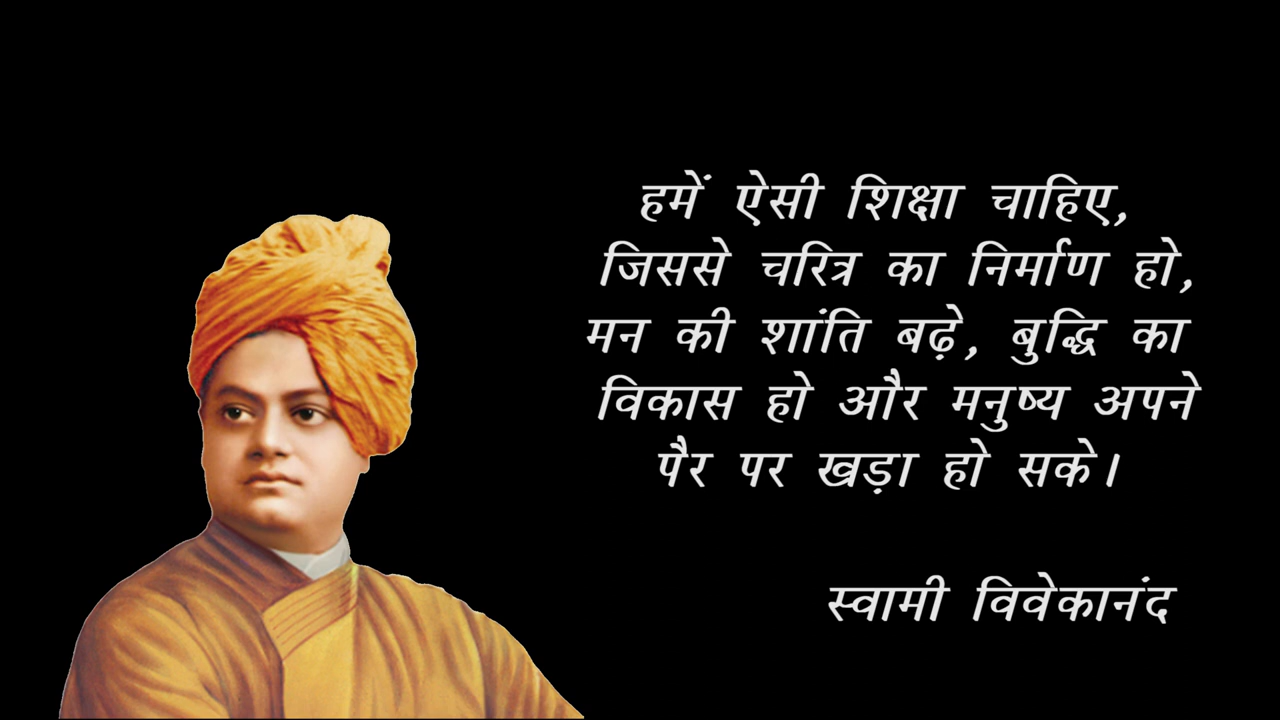 हमें ऐसी शिक्षा चाहिए,
जिससे चरित्र का निर्माण हो,
मन की शांति बढ़े, बुद्धि का
विकास हो और मनुष्य अपने
पैर पर खड़ा हो सके।
स्वामी विवेकानंद